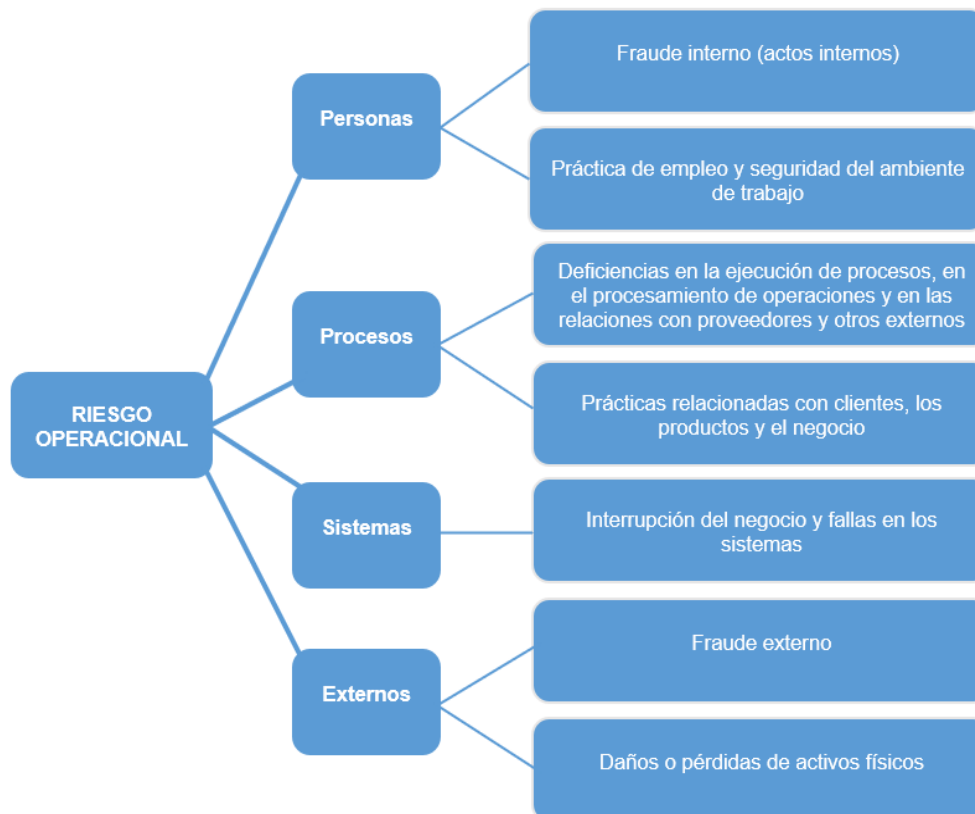 RIESGO
OPERACIONAL
Personas
Fraude interno (actos internos)
Práctica de empleo y seguridad del ambiente
de trabajo
Procesos
Deficiencias en la ejecución de procesos, en
el procesamiento de operaciones y en las
relaciones con proveedores y otros externos
Prácticas relacionadas con clientes, los
productos y el negocio
Sistemas
Interrupción del negocio y fallas en los
sistemas
Externos
Fraude externo
Daños o pérdidas de activos físicos